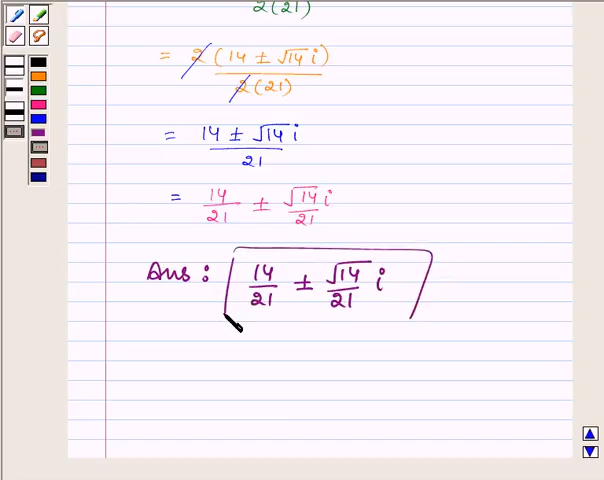 2(21)
= 2(14 ± √14 i) / 2(21)
= 14 ± √14 i / 21
= 14/21 ± √14/21 i
Ans : 14/21 ± √14/21 i